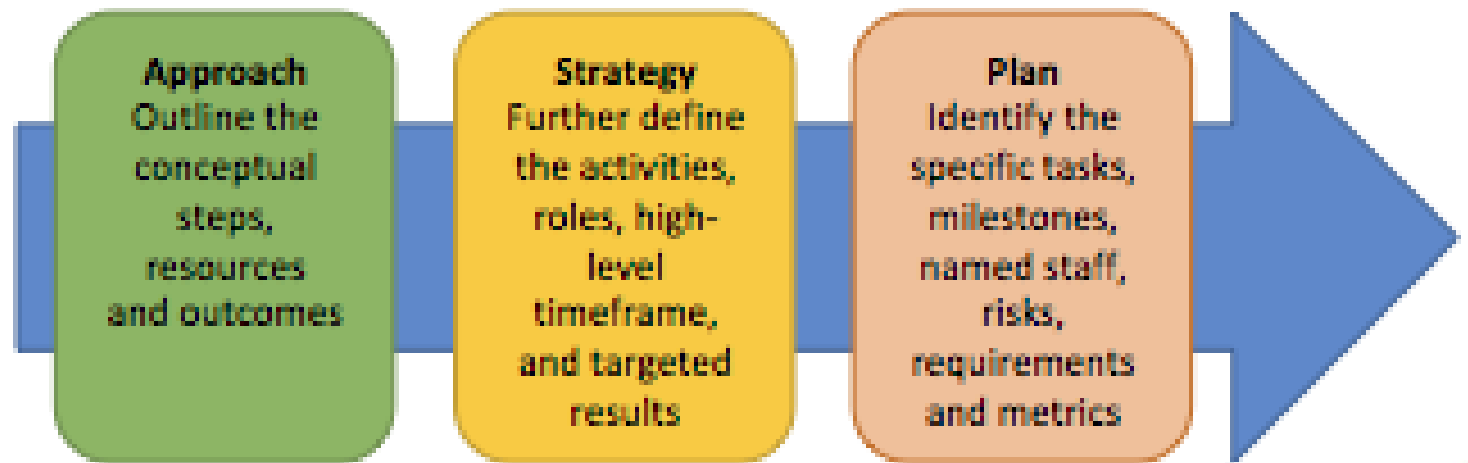 Approach
Outline the
conceptual
steps,
resources
and outcomes
Strategy
Further define
the activities,
roles, high-
level
timeframe,
and targeted
results
Plan
Identify the
specific tasks,
milestones,
named staff,
risks,
requirements
and metrics